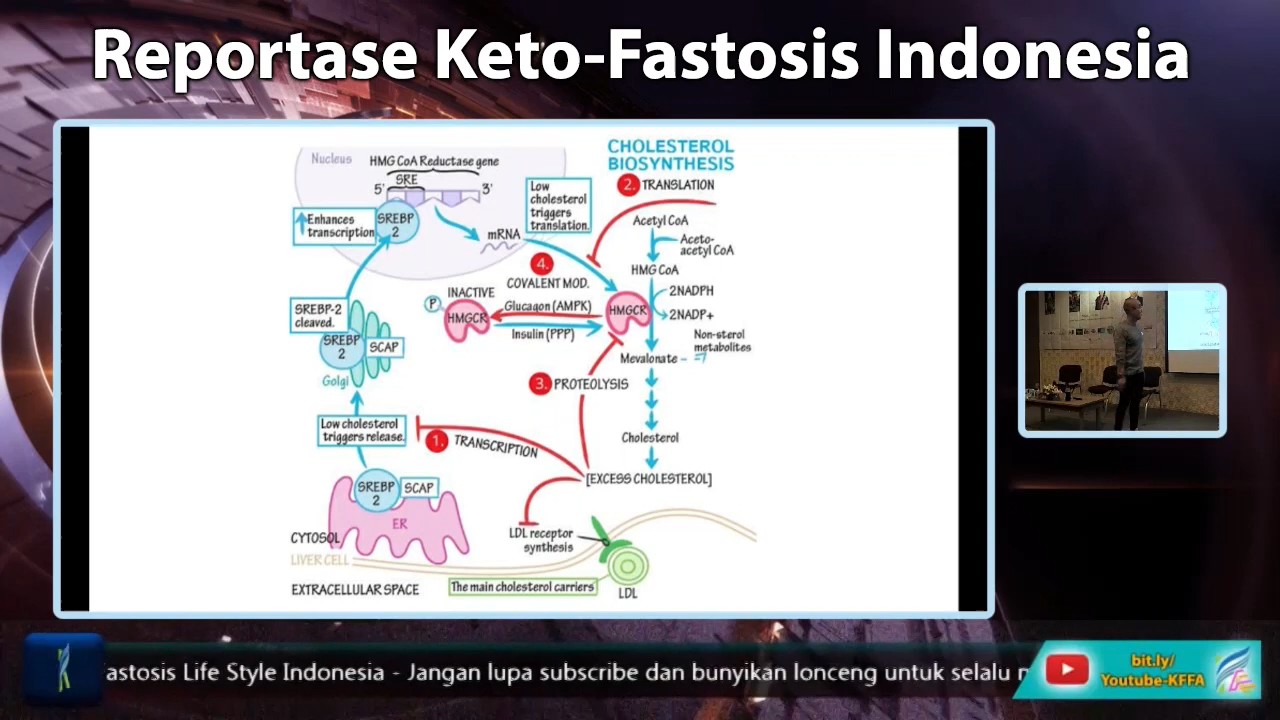 Reportase Keto-Fastosis Indonesia
CHOLESTEROL
BIOSYNTHESIS
Nucleus
HMG CoA Reductase gene
SRE
5'
3'
Enhances
transcription
SREBP
2
mRNA
Low
cholesterol
triggers
translation.
2. TRANSLATION
Acetyl CoA
Aceto-
acetyl CoA
HMG CoA
2NADPH
2NADP+
4.
COVALENT MOD.
INACTIVE
P
HMGCR
Glucagon (AMPK)
Insulin (PPP)
HMGCR
Non-sterol
metabolites
Mevalonate
SREBP-2
cleaved.
SREBP
2
SCAP
Golgi
3. PROTEOLYSIS
Low cholesterol
triggers release.
1. TRANSCRIPTION
Cholesterol
[EXCESS CHOLESTEROL]
SREBP
2
SCAP
ER
CYTOSOL
LIVER CELL
EXTRACELLULAR SPACE
LDL receptor
synthesis
The main cholesterol carriers
LDL
astosis Life Style Indonesia - Jangan lupa subscribe dan bunyikan lonceng untuk selalu
bit.ly/
Youtube-KFFA